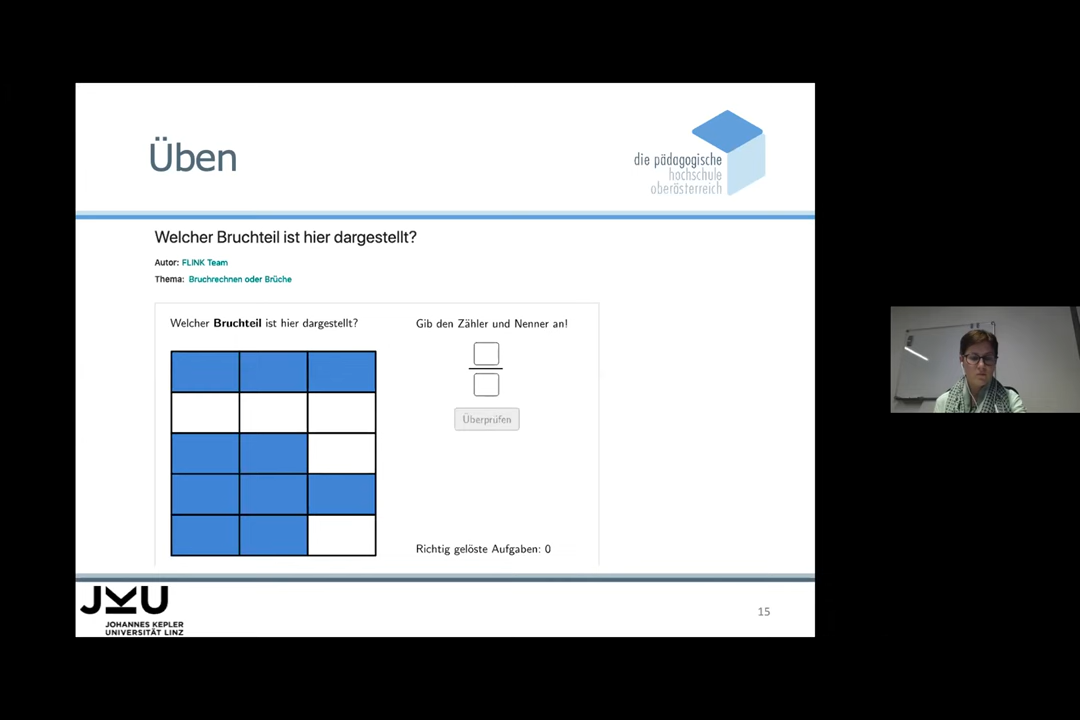 Üben
die pädagogische
hochschule
oberösterreich
Welcher Bruchteil ist hier dargestellt?
Autor: FLINK Team
Thema: Bruchrechnen oder Brüche
Welcher Bruchteil ist hier dargestellt?
Gib den Zähler und Nenner an!
Überprüfen
Richtig gelöste Aufgaben: 0
JKU
JOHANNES KEPLER
UNIVERSITÄT LINZ
15